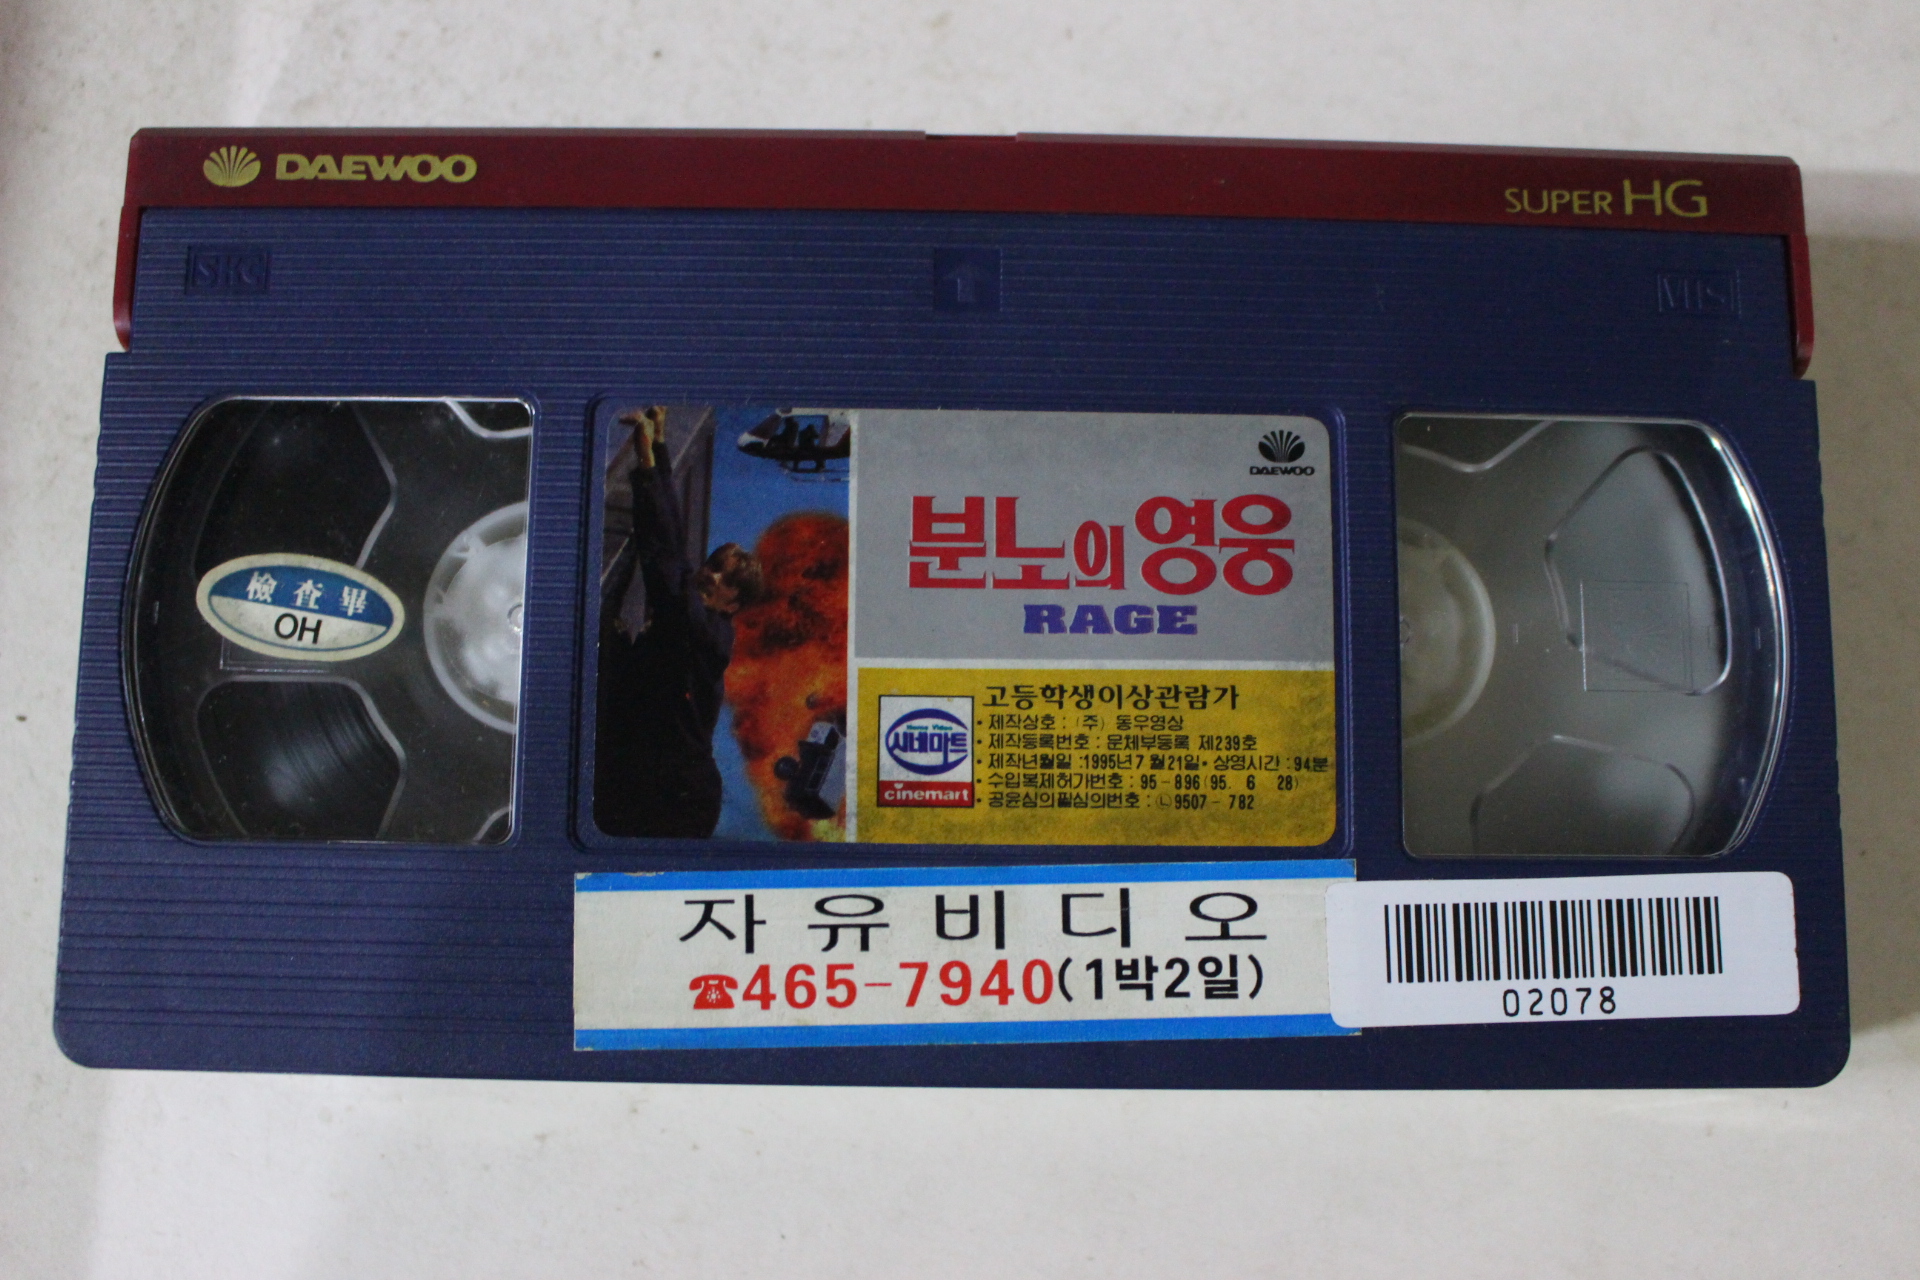 DAEWOO
SUPER HG
VHS
檢查畢
OH
DAEWOO
분노의 영웅
RAGE
고등학생이상관람가
Home Video
시네마트
cinemart
· 제작상호 : (주) 동우영상
· 제작등록번호 : 문체부등록 제239호
· 제작년월일 : 1995년 7월 21일 · 상영시간 : 94분
· 수입복제허가번호 : 95-896 (95. 6 28)
· 공윤심의필심의번호 : ㉡9507-782
자유비디오
☎465-7940(1박2일)
02078